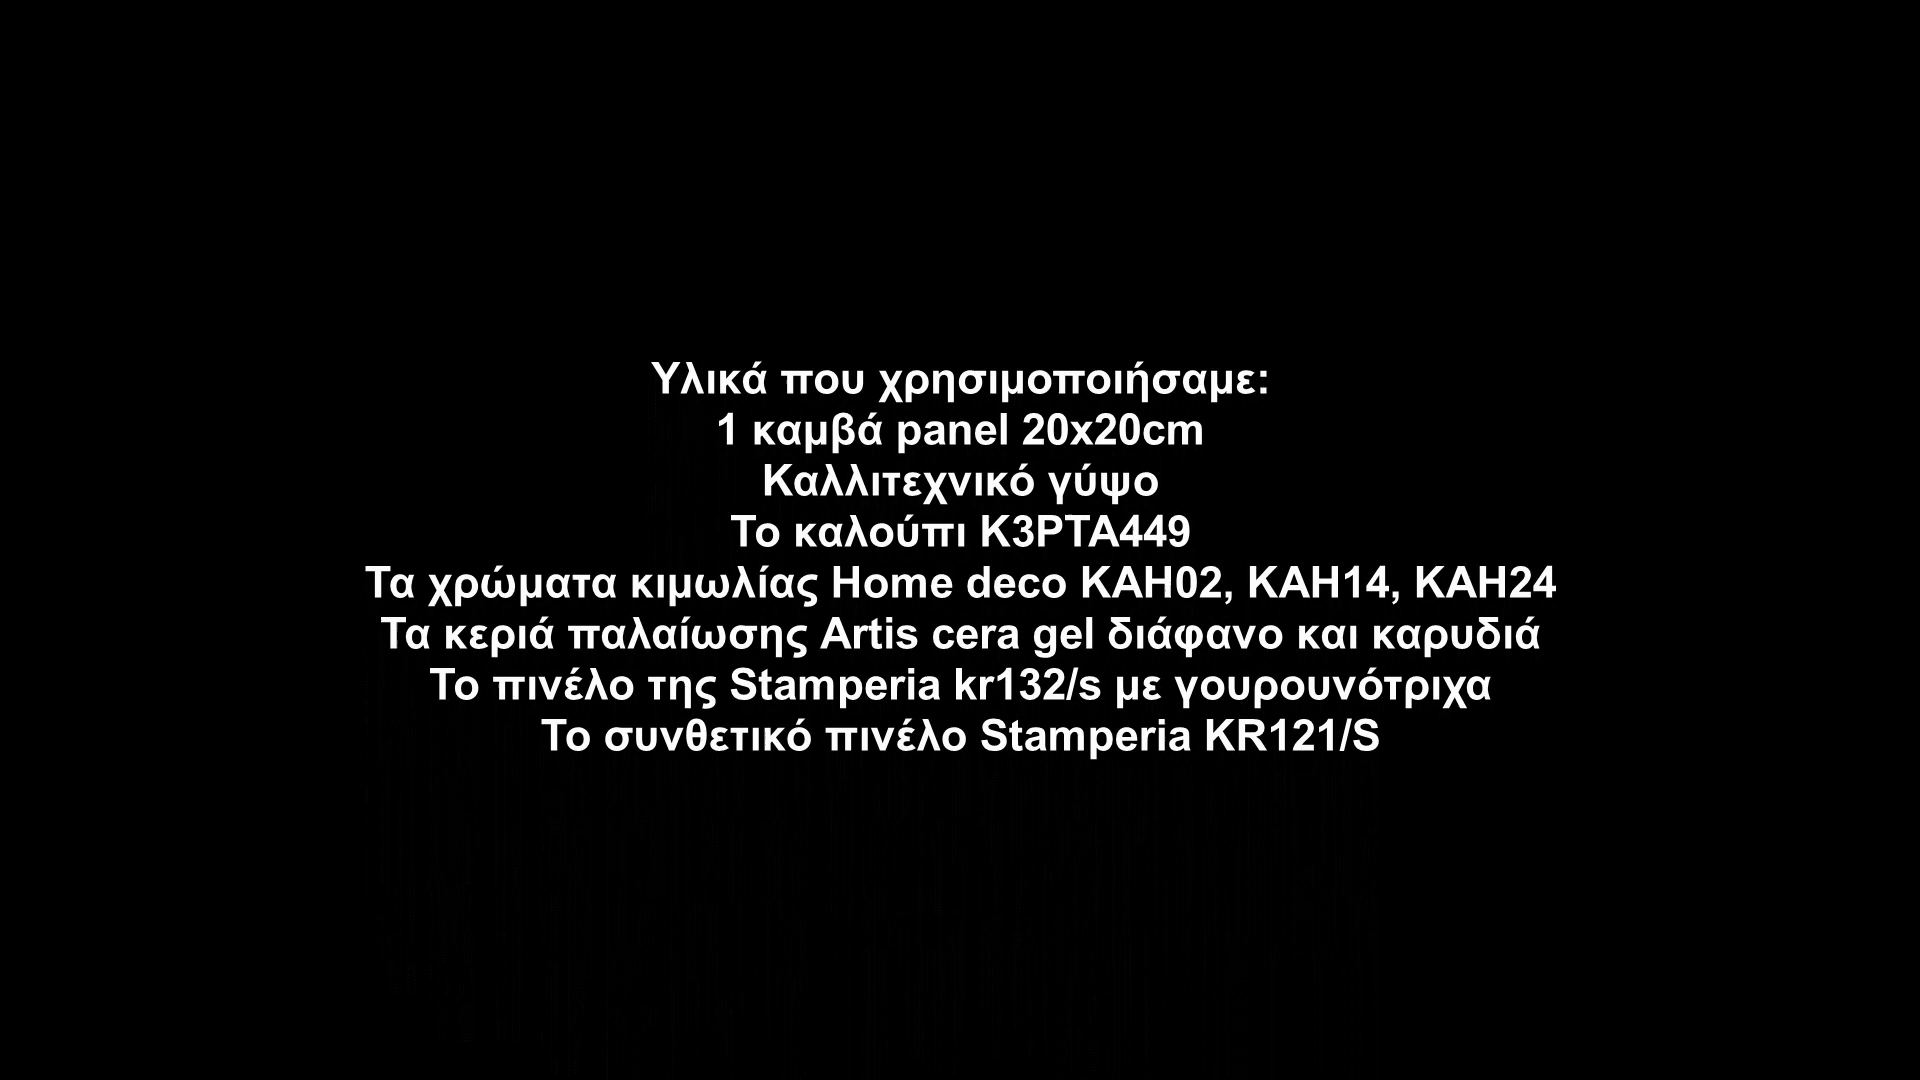 Υλικά που χρησιμοποιήσαμε:
1 καμβά panel 20x20cm
Καλλιτεχνικό γύψο
Το καλούπι K3PTA449
Τα χρώματα κιμωλίας Home deco KAH02, KAH14, KAH24
Τα κεριά παλαίωσης Artis cera gel διάφανο και καρυδιά
Το πινέλο της Stamperia kr132/s με γουρουνότριχα
Το συνθετικό πινέλο Stamperia KR121/S